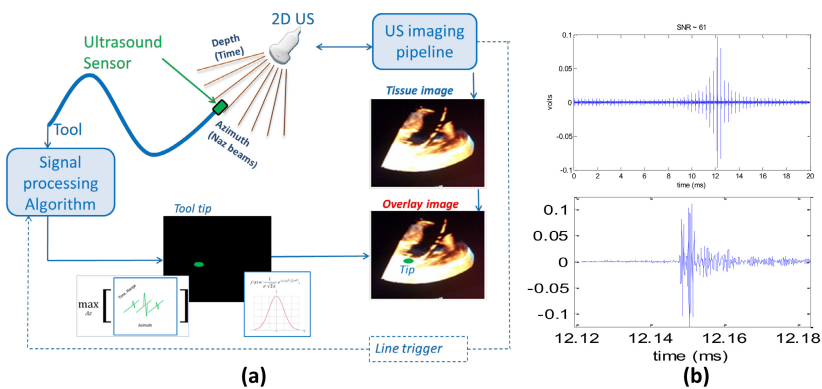 2D US
Ultrasound
Sensor
Depth
(Time)
US imaging
pipeline
Tissue image
Azimuth
(Naz beams)
Tool
Signal
processing
Algorithm
Tool tip
Overlay image
Tip
max
Az
Time, Range
Azimuth
Line trigger
(a)
SNR ~ 61
volts
0.1
0.05
0
-0.05
-0.1
0 2 4 6 8 10 12 14 16 18 20
time (ms)
0.1
0.05
0
-0.05
-0.1
12.12 12.14 12.16 12.18
time (ms)
(b)